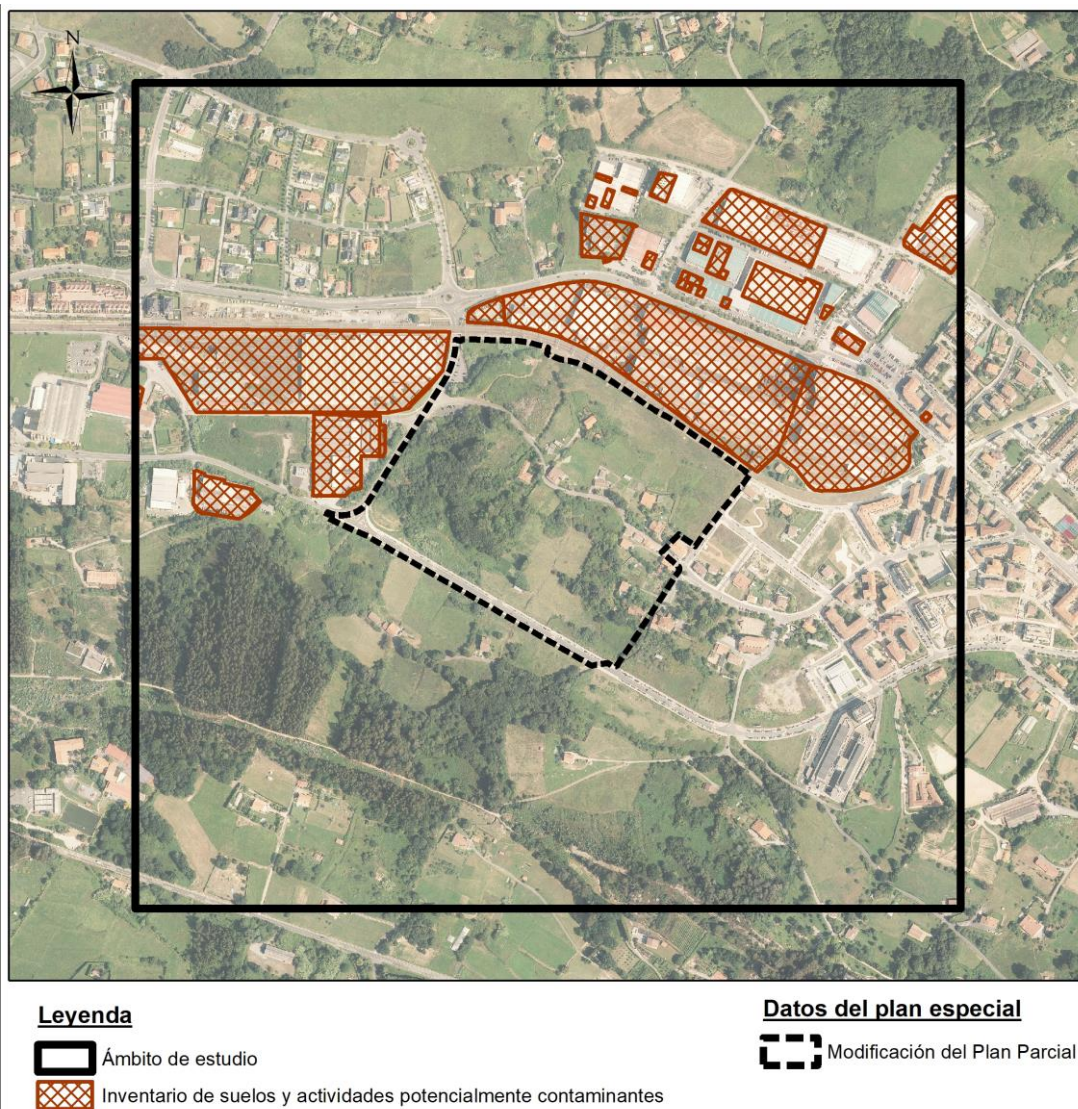 N
Leyenda
Ámbito de estudio
Inventario de suelos y actividades potencialmente contaminantes
Datos del plan especial
Modificación del Plan Parcial